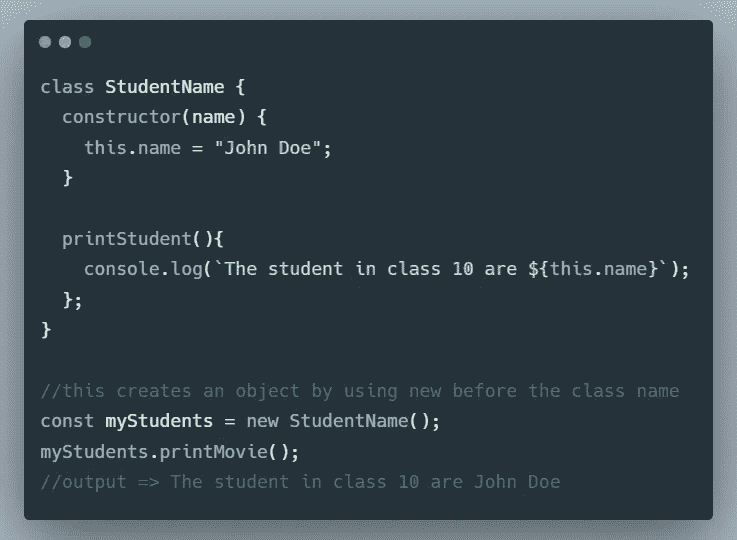 class StudentName {
  constructor(name) {
    this.name = "John Doe";
  }

  printStudent(){
    console.log(`The student in class 10 are ${this.name}`);
  };
}

//this creates an object by using new before the class name
const myStudents = new StudentName();
myStudents.printMovie();
//output => The student in class 10 are John Doe